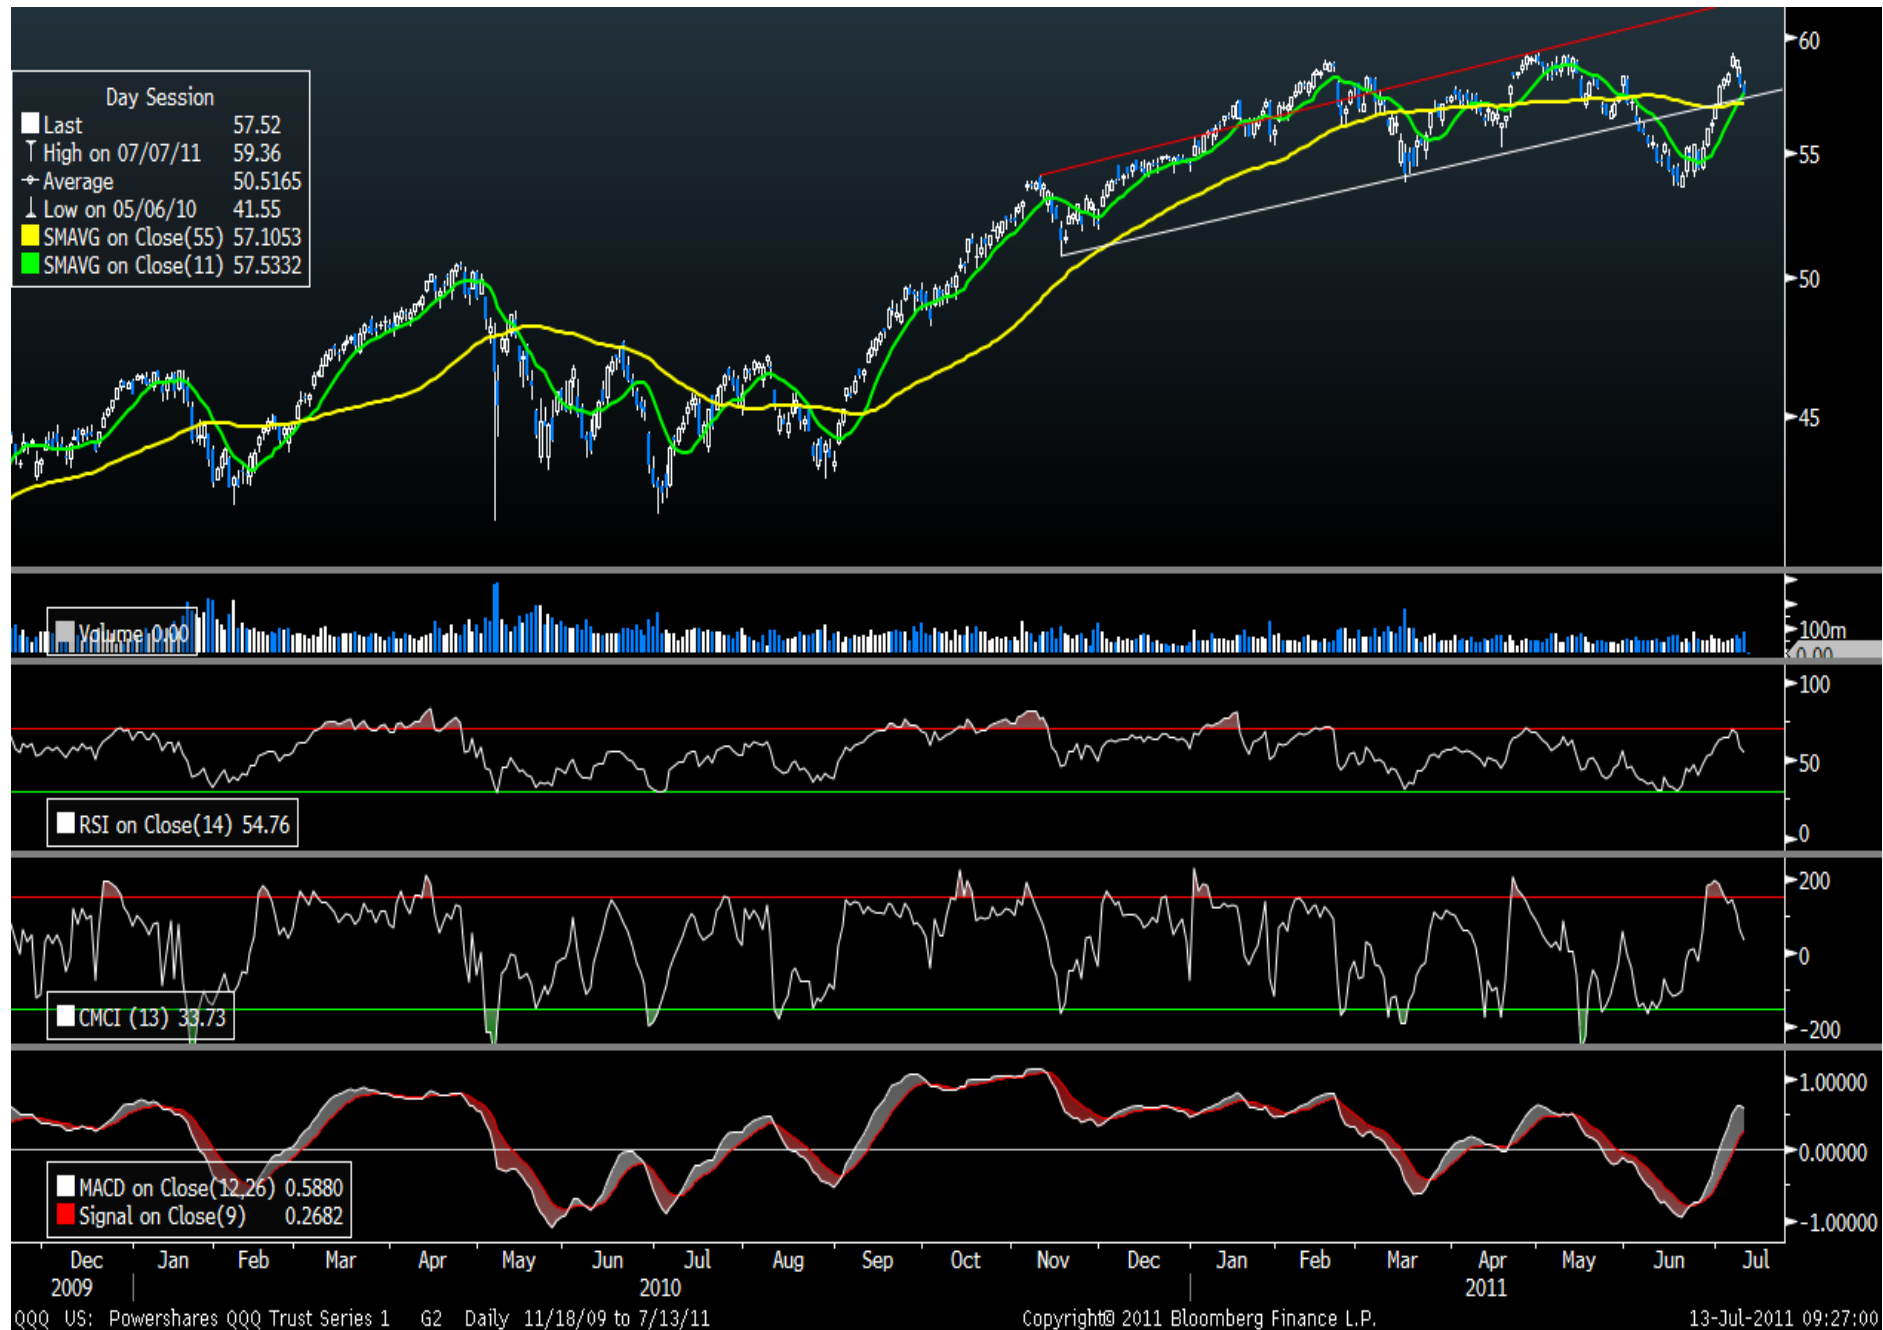 Day Session
Last 57.52
High on 07/07/11 59.36
Average 50.5165
Low on 05/06/10 41.55
SMAVG on Close(55) 57.1053
SMAVG on Close(11) 57.5332
60
55
50
45
Volume 0.00
100m
0.00
100
50
0
RSI on Close(14) 54.76
200
0
-200
CMCI (13) 33.73
1.00000
0.00000
-1.00000
MACD on Close(12,26) 0.5880
Signal on Close(9) 0.2682
Dec Jan Feb Mar Apr May Jun Jul Aug Sep Oct Nov Dec Jan Feb Mar Apr May Jun Jul
2009 2010 2011
QQQ US: Powershares QQQ Trust Series 1 G2 Daily 11/18/09 to 7/13/11 Copyright© 2011 Bloomberg Finance L.P. 13-Jul-2011 09:27:00